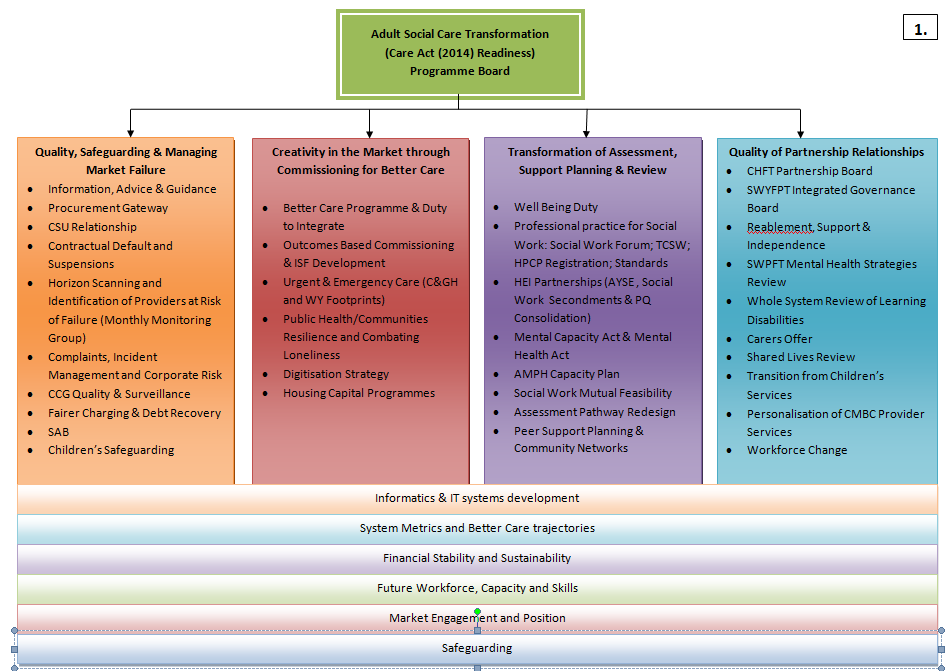 Adult Social Care Transformation
(Care Act (2014) Readiness)
Programme Board
1.
Quality, Safeguarding & Managing
Market Failure
• Information, Advice & Guidance
• Procurement Gateway
• CSU Relationship
• Contractual Default and
Suspensions
• Horizon Scanning and
Identification of Providers at Risk
of Failure (Monthly Monitoring
Group)
• Complaints, Incident
Management and Corporate Risk
• CCG Quality & Surveillance
• Fairer Charging & Debt Recovery
• SAB
• Children's Safeguarding
Creativity in the Market through
Commissioning for Better Care
• Better Care Programme & Duty
to Integrate
• Outcomes Based Commissioning
& ISF Development
• Urgent & Emergency Care (C&GH
and WY Footprints)
• Public Health/Communities
Resilience and Combating
Loneliness
• Digitisation Strategy
• Housing Capital Programmes
Transformation of Assessment,
Support Planning & Review
• Well Being Duty
• Professional practice for Social
Work: Social Work Forum; TCSW;
HPCP Registration; Standards
• HEI Partnerships (AYSE , Social
Work Secondments & PQ
Consolidation)
• Mental Capacity Act & Mental
Health Act
• AMPH Capacity Plan
• Social Work Mutual Feasibility
• Assessment Pathway Redesign
• Peer Support Planning &
Community Networks
Quality of Partnership Relationships
• CHFT Partnership Board
• SWYFPT Integrated Governance
Board
• Reablement, Support &
Independence
• SWPFT Mental Health Strategies
Review
• Whole System Review of Learning
Disabilities
• Carers Offer
• Shared Lives Review
• Transition from Children's
Services
• Personalisation of CMBC Provider
Services
• Workforce Change
Informatics & IT systems development
System Metrics and Better Care trajectories
Financial Stability and Sustainability
Future Workforce, Capacity and Skills
Market Engagement and Position
Safeguarding